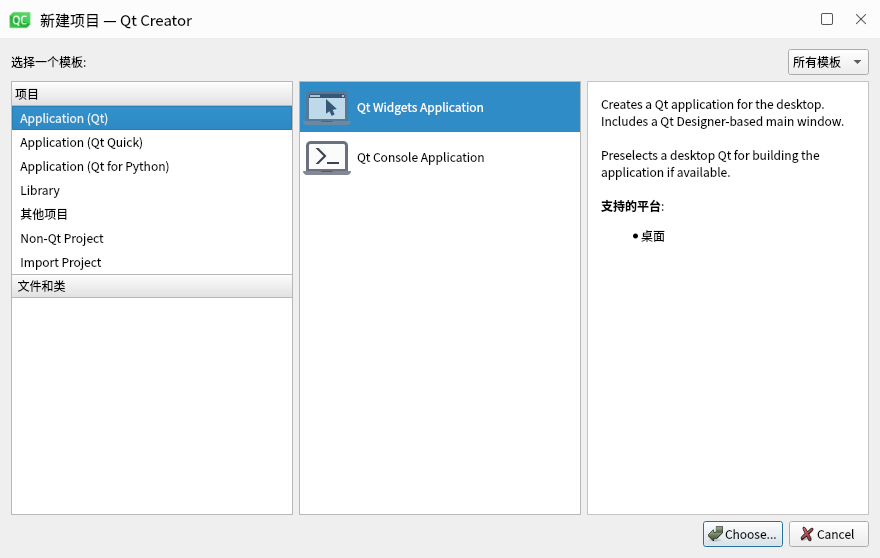 QC 新建项目 — Qt Creator
选择一个模板:
所有模板
项目
Application (Qt)
Application (Qt Quick)
Application (Qt for Python)
Library
其他项目
Non-Qt Project
Import Project
文件和类
Qt Widgets Application
Qt Console Application
Creates a Qt application for the desktop.
Includes a Qt Designer-based main window.
Preselects a desktop Qt for building the
application if available.
支持的平台:
• 桌面
Choose...
Cancel